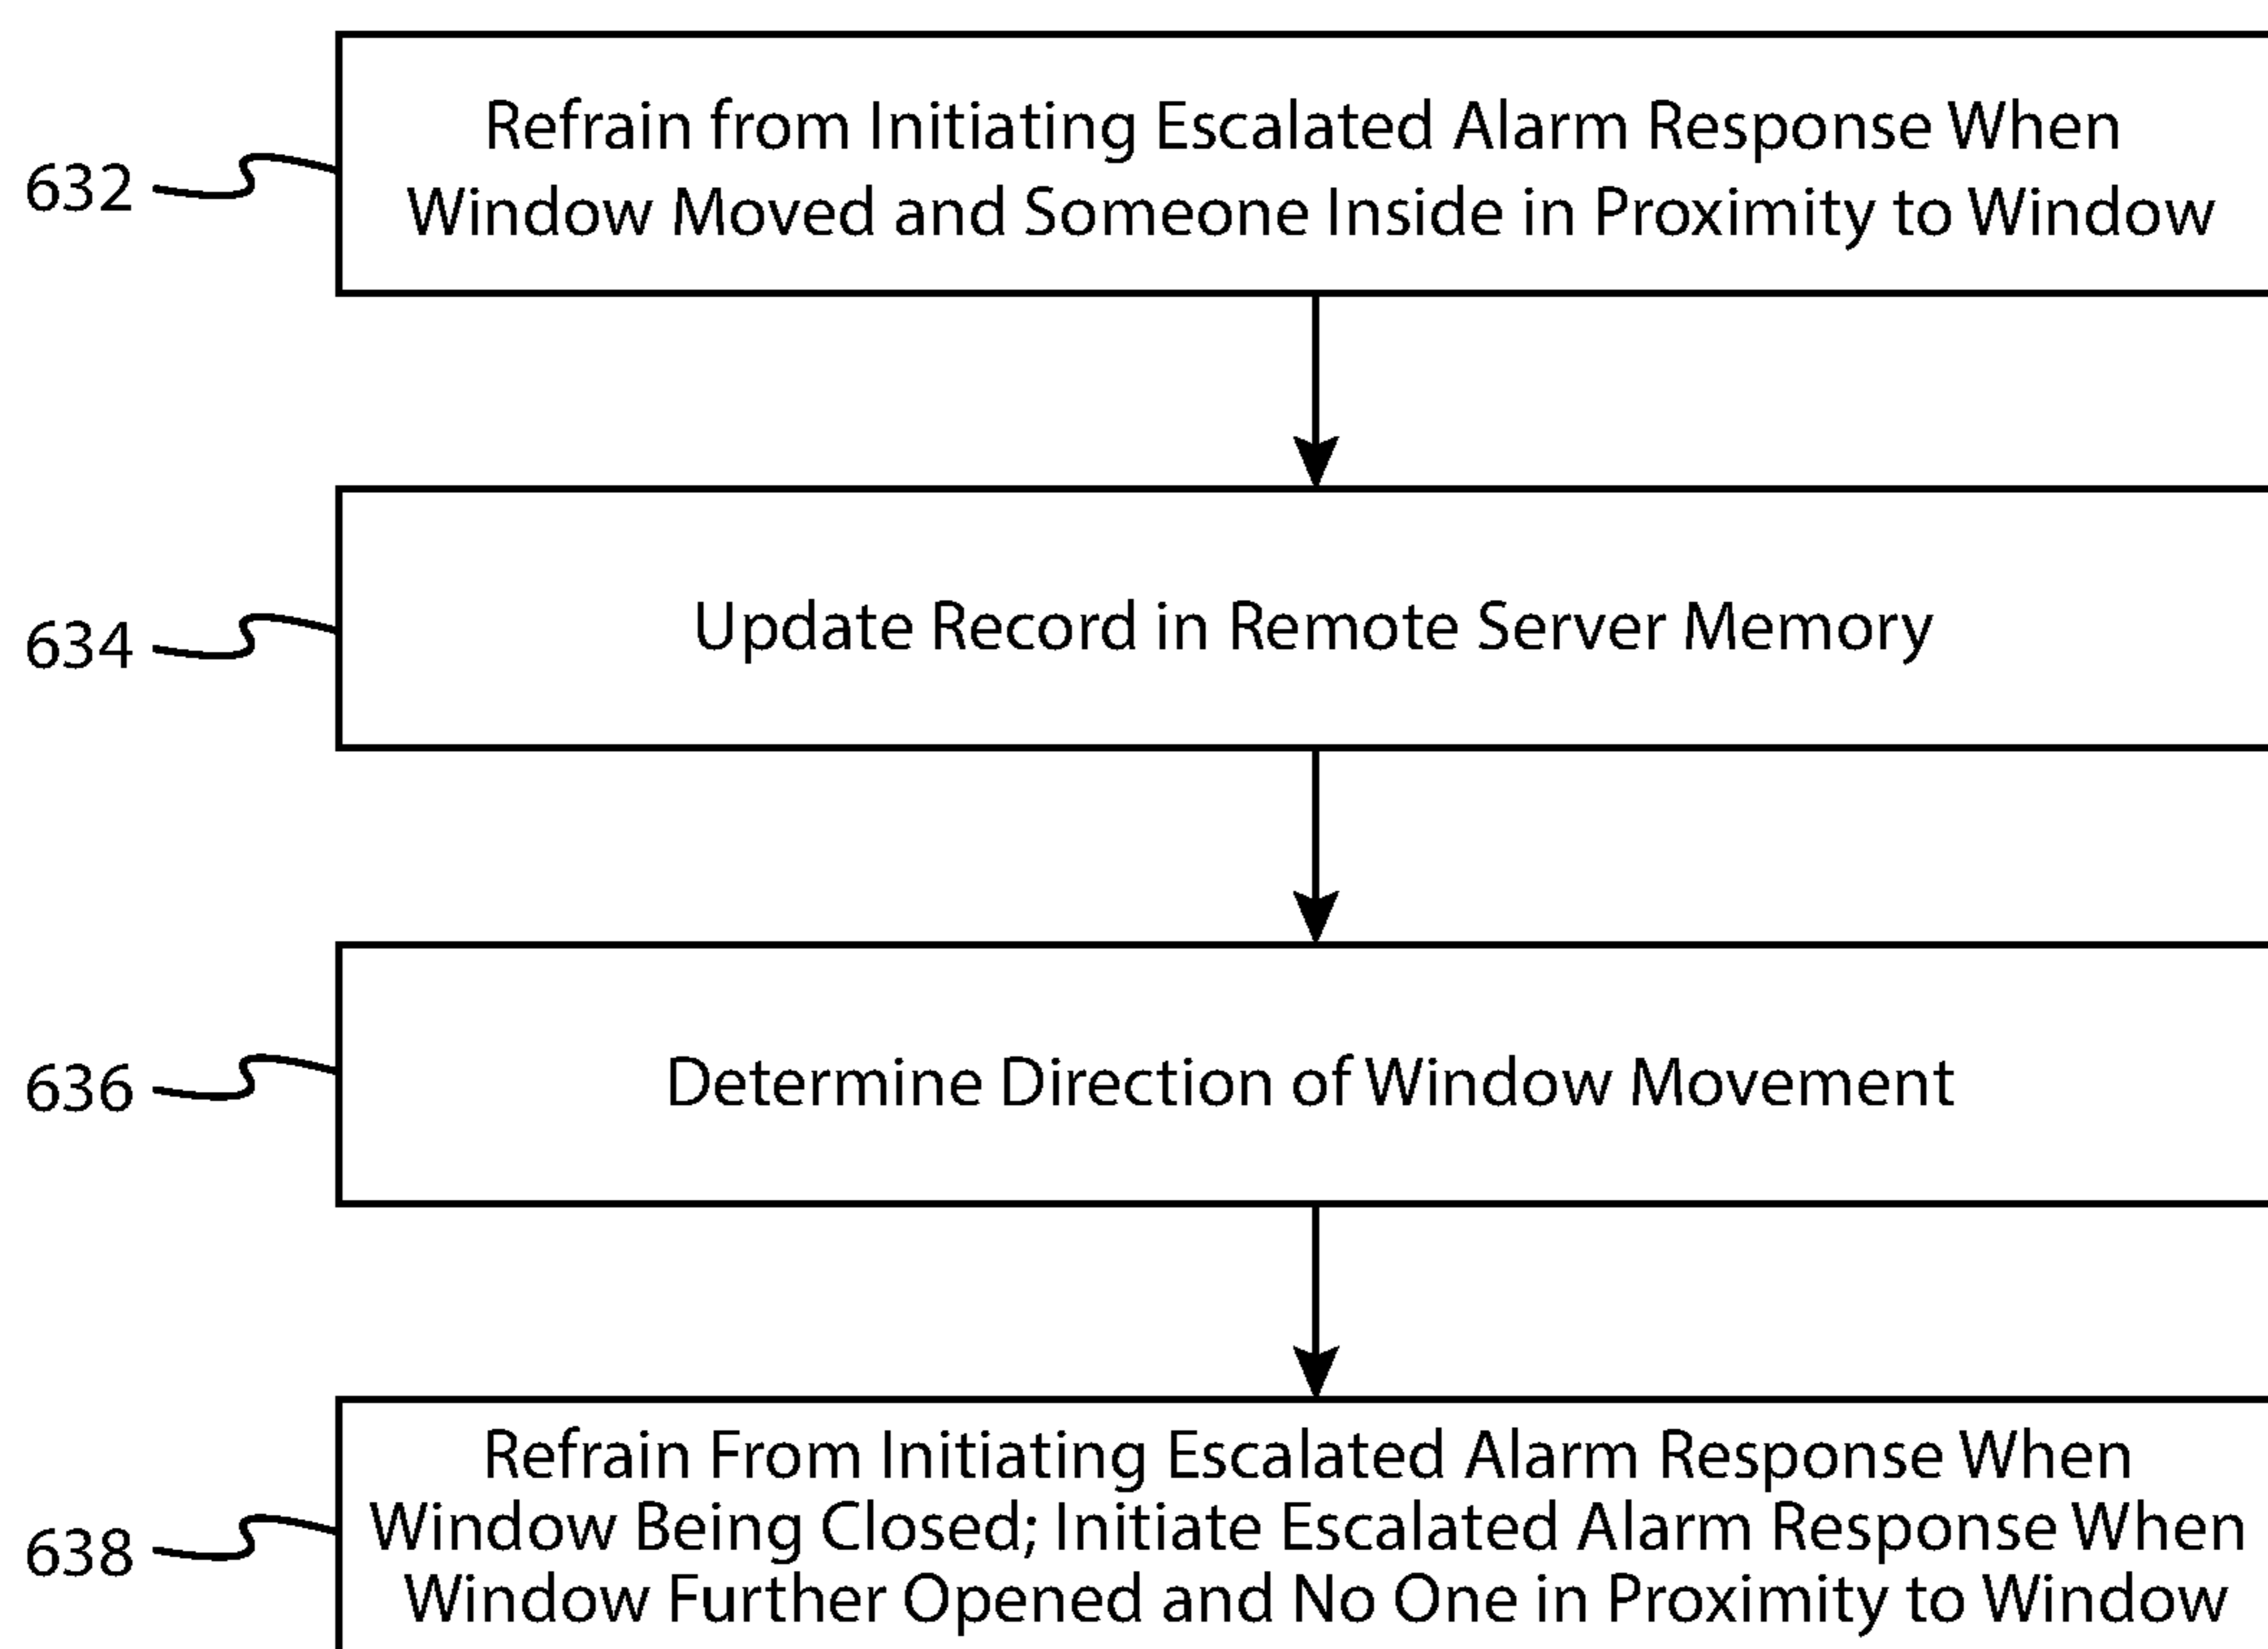 632
Refrain from Initiating Escalated Alarm Response When
Window Moved and Someone Inside in Proximity to Window
634
Update Record in Remote Server Memory
636
Determine Direction of Window Movement
638
Refrain From Initiating Escalated Alarm Response When
Window Being Closed; Initiate Escalated Alarm Response When
Window Further Opened and No One in Proximity to Window